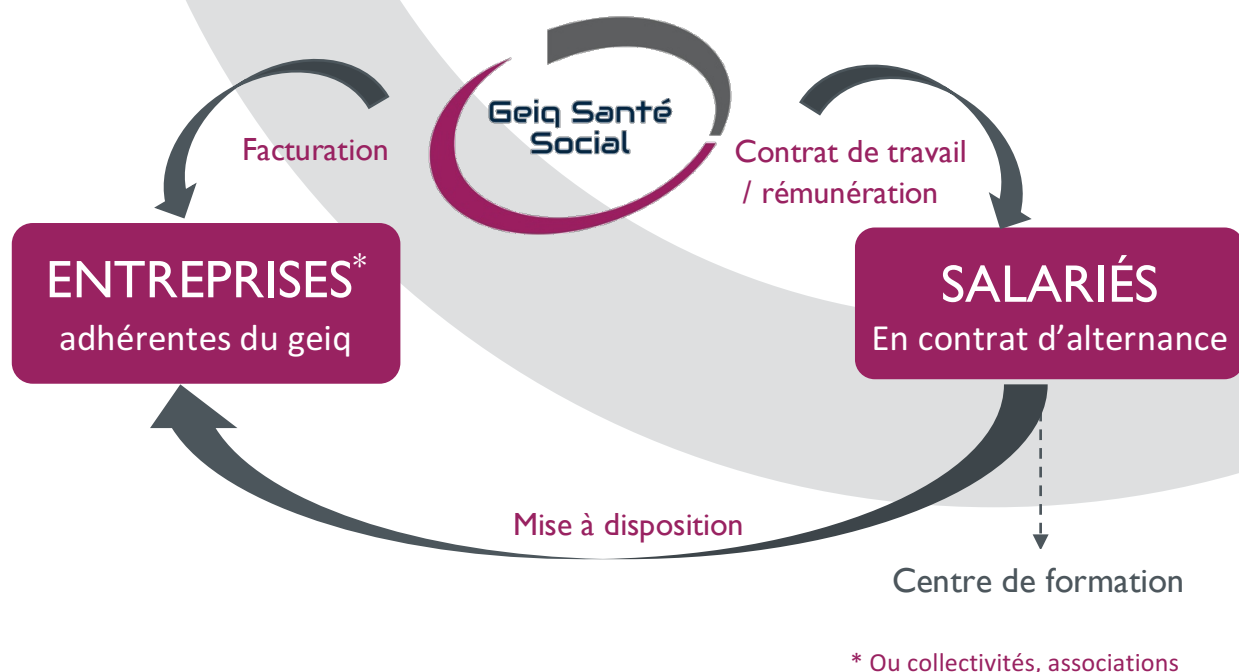 Geiq Santé
Social
Facturation
Contrat de travail
/ rémunération
ENTREPRISES*
adhérentes du geiq
SALARIÉS
En contrat d’alternance
Mise à disposition
Centre de formation
* Ou collectivités, associations